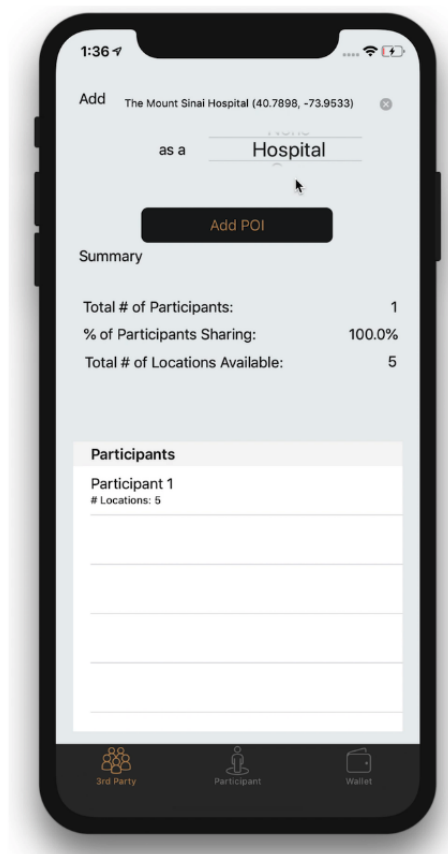 1:36
Add The Mount Sinai Hospital (40.7898, -73.9533)
as a Hospital
Add POI
Summary
Total # of Participants: 1
% of Participants Sharing: 100.0%
Total # of Locations Available: 5
Participants
Participant 1
# Locations: 5
3rd Party Participant Wallet